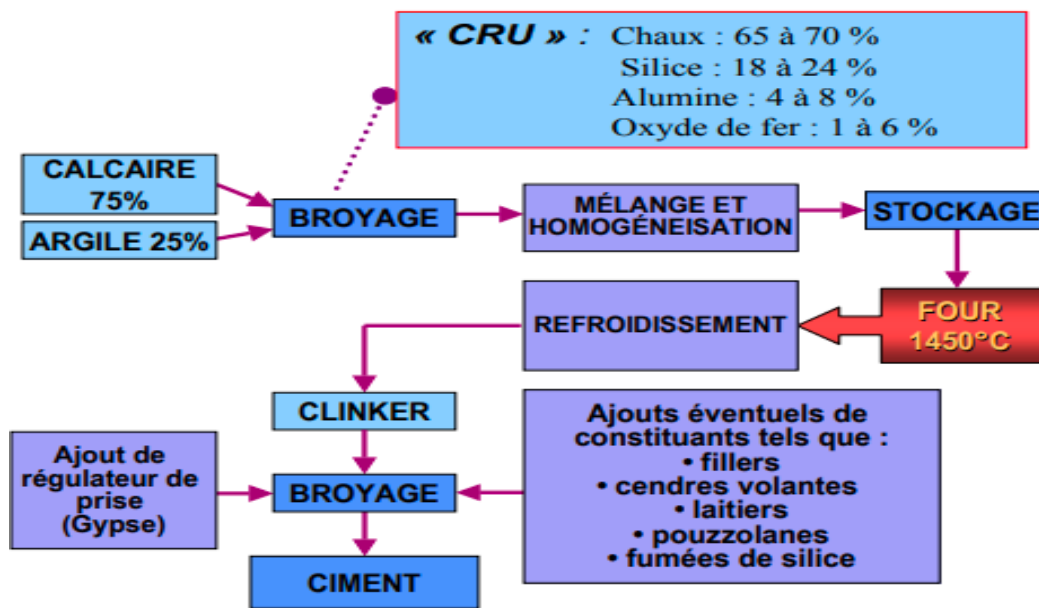 « CRU » : Chaux : 65 à 70 %
Silice : 18 à 24 %
Alumine : 4 à 8 %
Oxyde de fer : 1 à 6 %
CALCAIRE
75%
ARGILE 25%
BROYAGE
MÉLANGE ET
HOMOGÉNEISATION
STOCKAGE
FOUR
1450°C
REFROIDISSEMENT
CLINKER
Ajout de
régulateur de
prise
(Gypse)
BROYAGE
Ajouts éventuels de
constituants tels que :
• fillers
• cendres volantes
• laitiers
• pouzzolanes
• fumées de silice
CIMENT